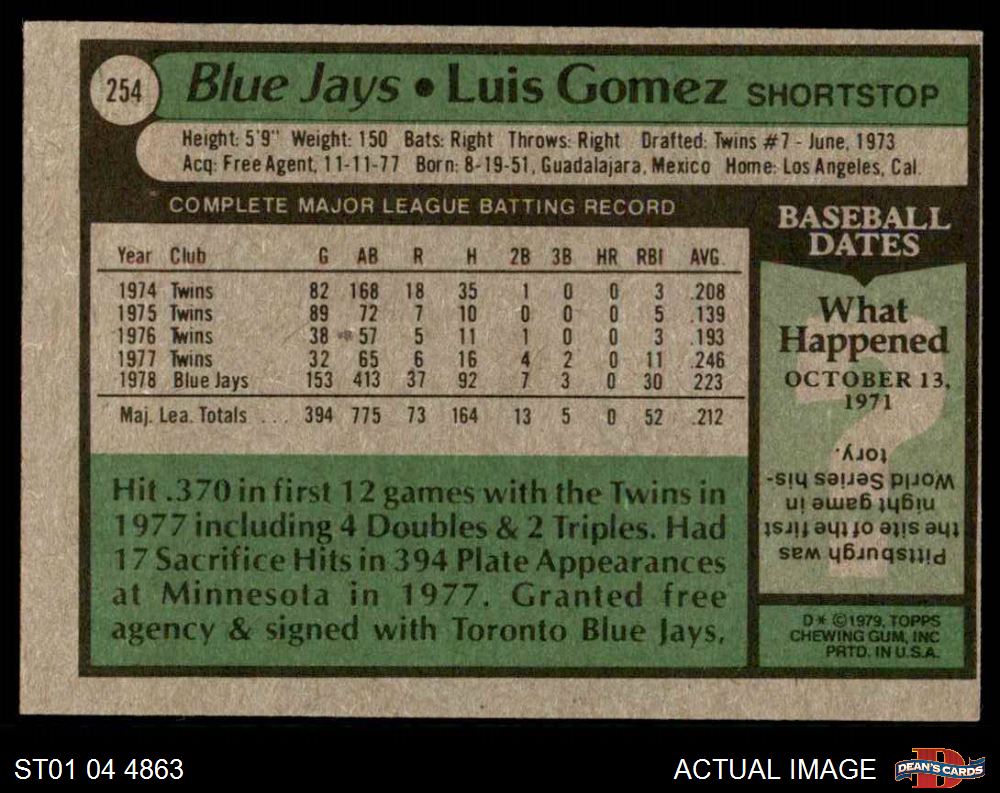 254
Blue Jays • Luis Gomez SHORTSTOP
Height: 5'9" Weight: 150 Bats: Right Throws: Right Drafted: Twins #7 - June, 1973
Acq: Free Agent, 11-11-77 Born: 8-19-51, Guadalajara, Mexico Home: Los Angeles, Cal.
COMPLETE MAJOR LEAGUE BATTING RECORD
Year Club G AB R H 2B 3B HR RBI AVG.
1974 Twins 82 168 18 35 1 0 0 3 .208
1975 Twins 89 72 7 10 0 0 0 5 .139
1976 Twins 38 57 5 11 1 0 0 3 .193
1977 Twins 32 65 6 16 4 2 0 11 .246
1978 Blue Jays 153 413 37 92 7 3 0 30 .223
Maj. Lea. Totals . . . 394 775 73 164 13 5 0 52 .212
Hit .370 in first 12 games with the Twins in
1977 including 4 Doubles & 2 Triples. Had
17 Sacrifice Hits in 394 Plate Appearances
at Minnesota in 1977. Granted free
agency & signed with Toronto Blue Jays,
BASEBALL
DATES
What
Happened
OCTOBER 13,
1971
Pittsburgh was
the site of the first
night game in
World Series his-
tory.
D* ©1979, TOPPS
CHEWING GUM, INC
PRTD. IN U.S.A.
ST01 04 4863
ACTUAL IMAGE
DEAN'S CARDS